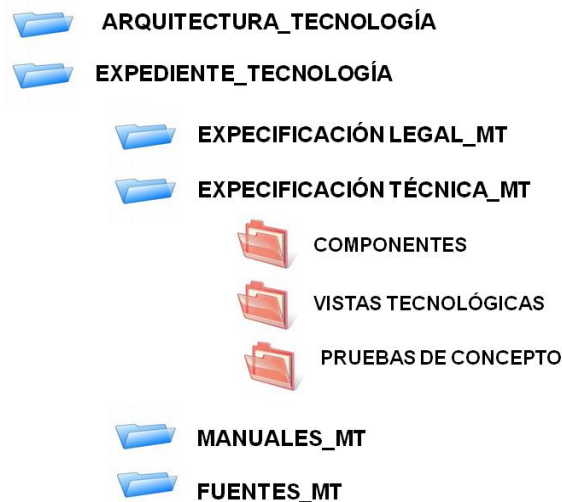 ARQUITECTURA_TECNOLOGÍA
EXPEDIENTE_TECNOLOGÍA
EXPECIFICACIÓN LEGAL_MT
EXPECIFICACIÓN TÉCNICA_MT
COMPONENTES
VISTAS TECNOLÓGICAS
PRUEBAS DE CONCEPTO
MANUALES_MT
FUENTES_MT